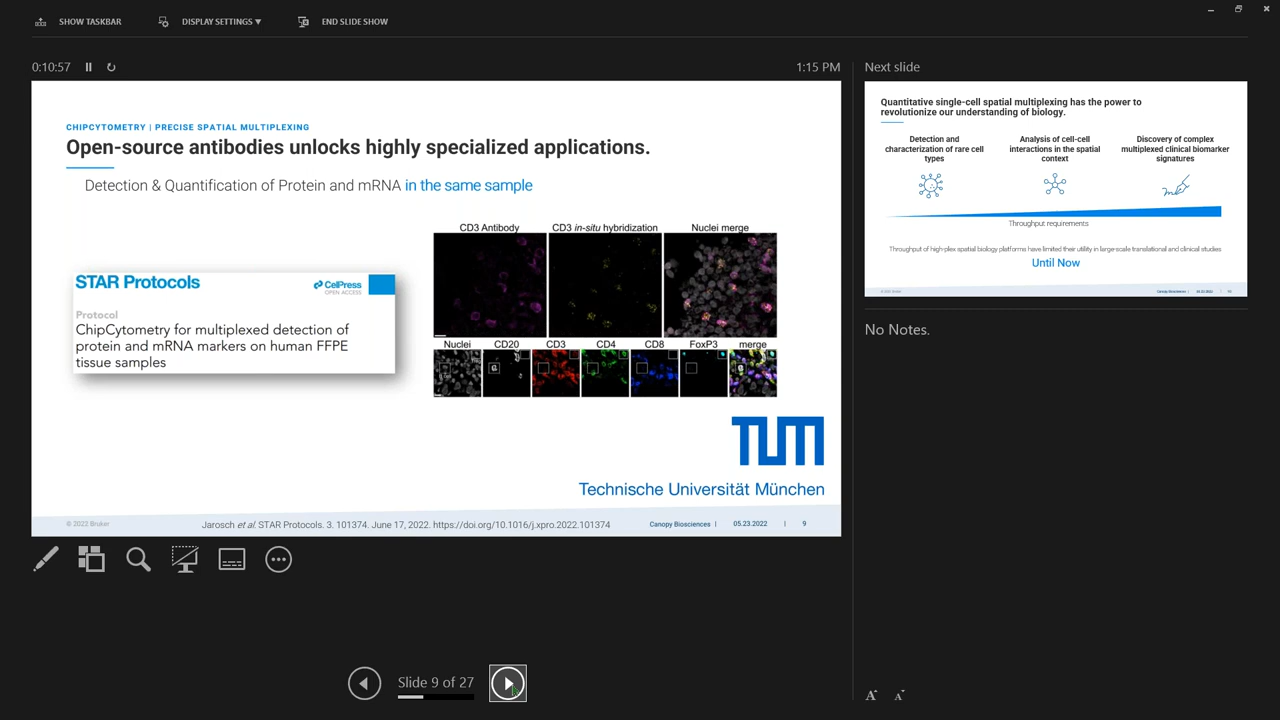 SHOW TASKBAR
DISPLAY SETTINGS ▼
END SLIDE SHOW
0:10:57
1:15 PM
CHIPCYTOMETRY | PRECISE SPATIAL MULTIPLEXING
Open-source antibodies unlocks highly specialized applications.
Detection & Quantification of Protein and mRNA in the same sample
STAR Protocols
CelPress
OPEN ACCESS
Protocol
ChipCytometry for multiplexed detection of
protein and mRNA markers on human FFPE
tissue samples
CD3 Antibody
CD3 in-situ hybridization
Nuclei merge
Nuclei
CD20
CD3
CD4
CD8
FoxP3
merge
TUM
Technische Universität München
© 2022 Bruker
Jarosch et al. STAR Protocols. 3. 101374. June 17, 2022. https://doi.org/10.1016/j.xpro.2022.101374
Canopy Biosciences |
05.23.2022
|
9
Slide 9 of 27
Next slide
Quantitative single-cell spatial multiplexing has the power to
revolutionize our understanding of biology.
Detection and
characterization of rare cell
types
Analysis of cell-cell
interactions in the spatial
context
Discovery of complex
multiplexed clinical biomarker
signatures
Throughput requirements
Throughput of high-plex spatial biology platforms have limited their utility in large-scale translational and clinical studies
Until Now
Canopy Biosciences |
No Notes.
A
A